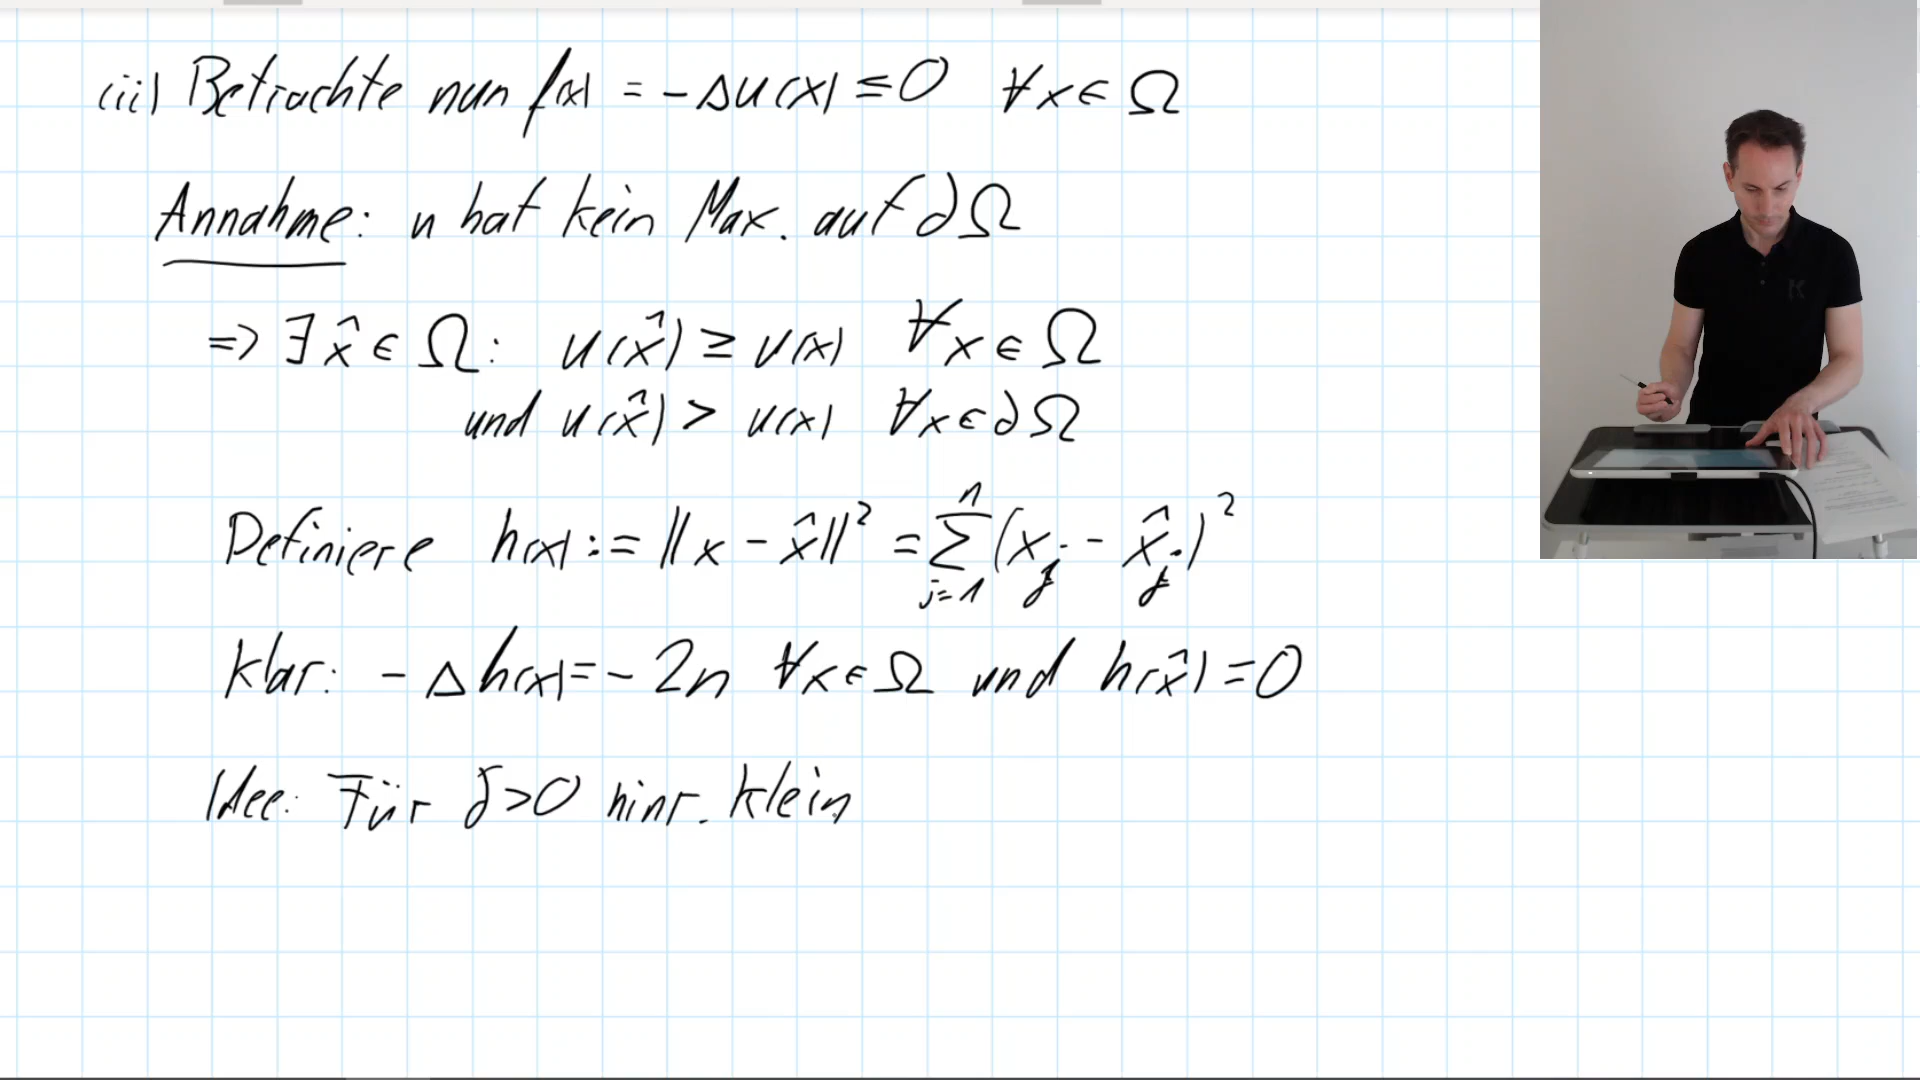 (ii) Betrachte nun f(x) = -Δu(x) ≤ 0 ∀x∈Ω
Annahme: u hat kein Max. auf ∂Ω
=> ∃ x̂ ∈ Ω: u(x̂) ≥ u(x) ∀x∈Ω
und u(x̂) > u(x) ∀x∈∂Ω
Definiere h(x) := ||x - x̂||² = ∑_{j=1}^{n} (x_j - x̂_j)²
Klar: -Δh(x) = -2n ∀x∈Ω und h(x̂) = 0
Idee: Für δ>0 hinr. klein